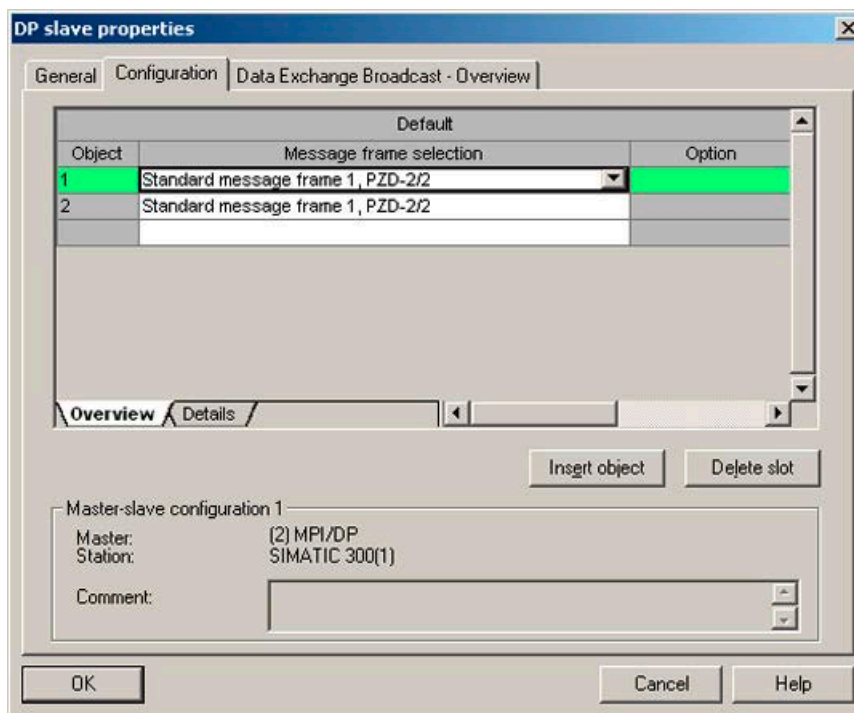 DP slave properties
General Configuration Data Exchange Broadcast - Overview
Default
Object Message frame selection Option
1 Standard message frame 1, PZD-2/2
2 Standard message frame 1, PZD-2/2
Overview Details
Insert object Delete slot
Master-slave configuration 1
Master: (2) MPI/DP
Station: SIMATIC 300(1)
Comment:
OK Cancel Help